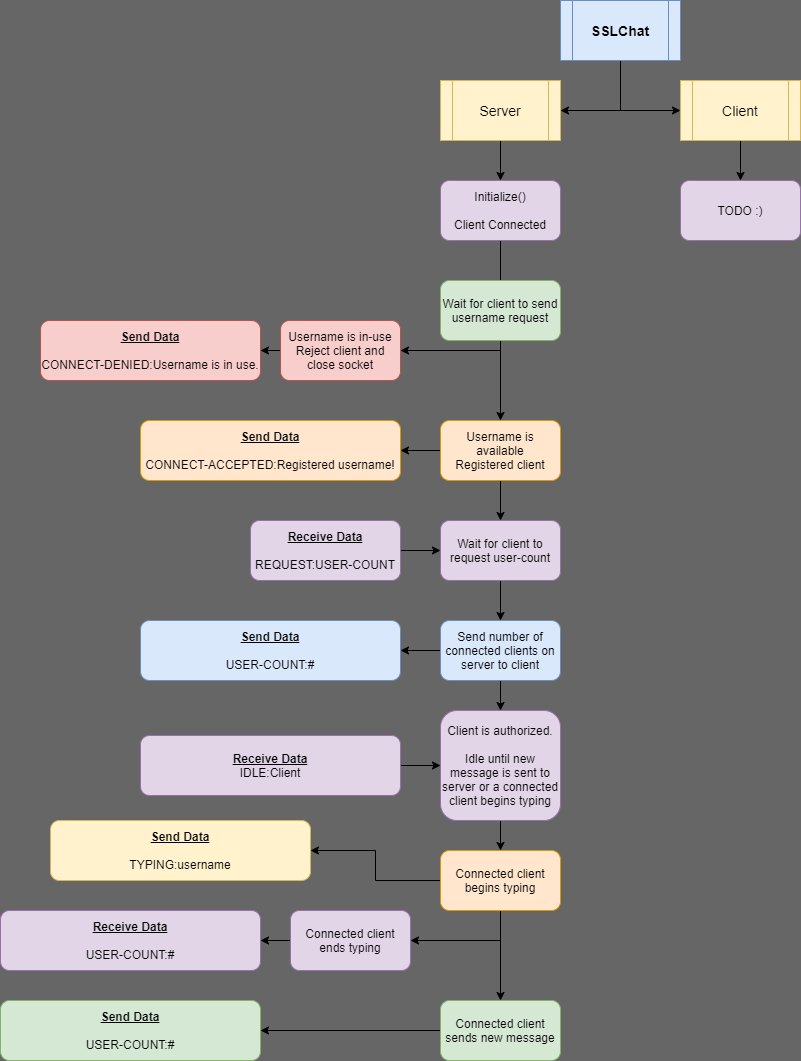 SSLChat
Server
Client
Initialize()
Client Connected
TODO :)
Wait for client to send
username request
Send Data
CONNECT-DENIED:Username is in use.
Username is in-use
Reject client and
close socket
Send Data
CONNECT-ACCEPTED:Registered username!
Username is
available
Registered client
Receive Data
REQUEST:USER-COUNT
Wait for client to
request user-count
Send Data
USER-COUNT:#
Send number of
connected clients on
server to client
Receive Data
IDLE:Client
Client is authorized.
Idle until new
message is sent to
server or a connected
client begins typing
Send Data
TYPING:username
Connected client
begins typing
Receive Data
USER-COUNT:#
Connected client
ends typing
Send Data
USER-COUNT:#
Connected client
sends new message